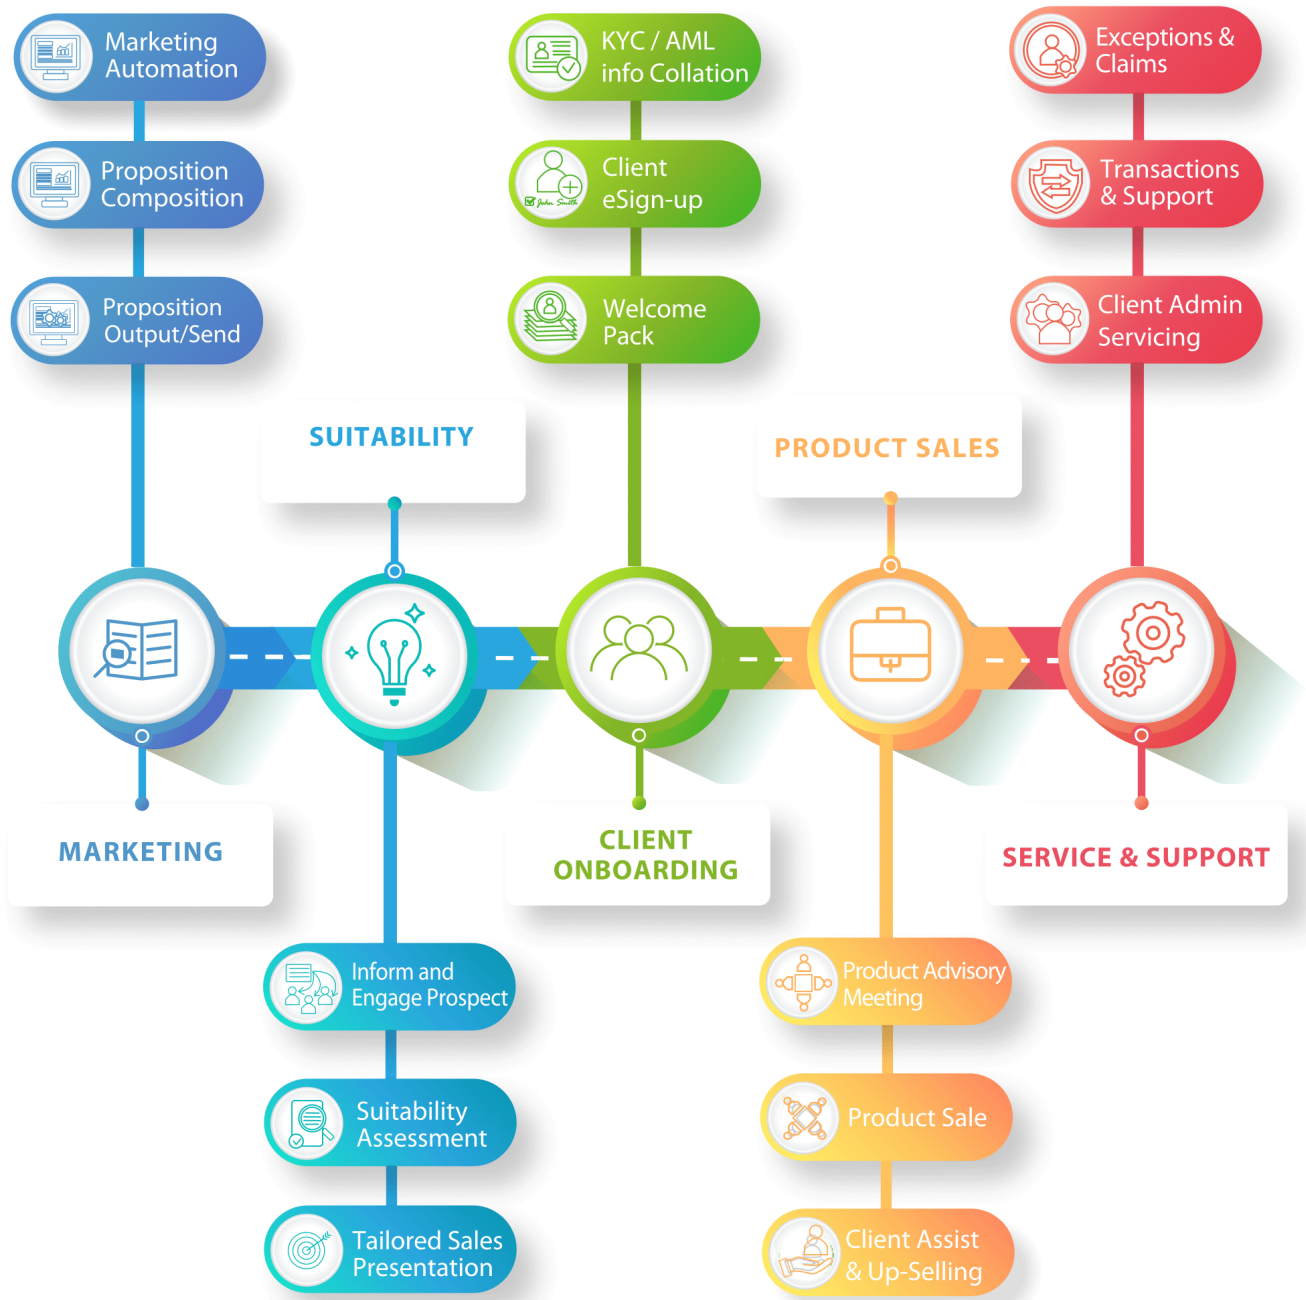 Marketing
Automation
Proposition
Composition
Proposition
Output/Send
KYC / AML
info Collation
Client
eSign-up
John Smith
Welcome
Pack
Exceptions &
Claims
Transactions
& Support
Client Admin
Servicing
SUITABILITY
PRODUCT SALES
MARKETING
CLIENT
ONBOARDING
SERVICE & SUPPORT
Inform and
Engage Prospect
Suitability
Assessment
Tailored Sales
Presentation
Product Advisory
Meeting
Product Sale
Client Assist
& Up-Selling